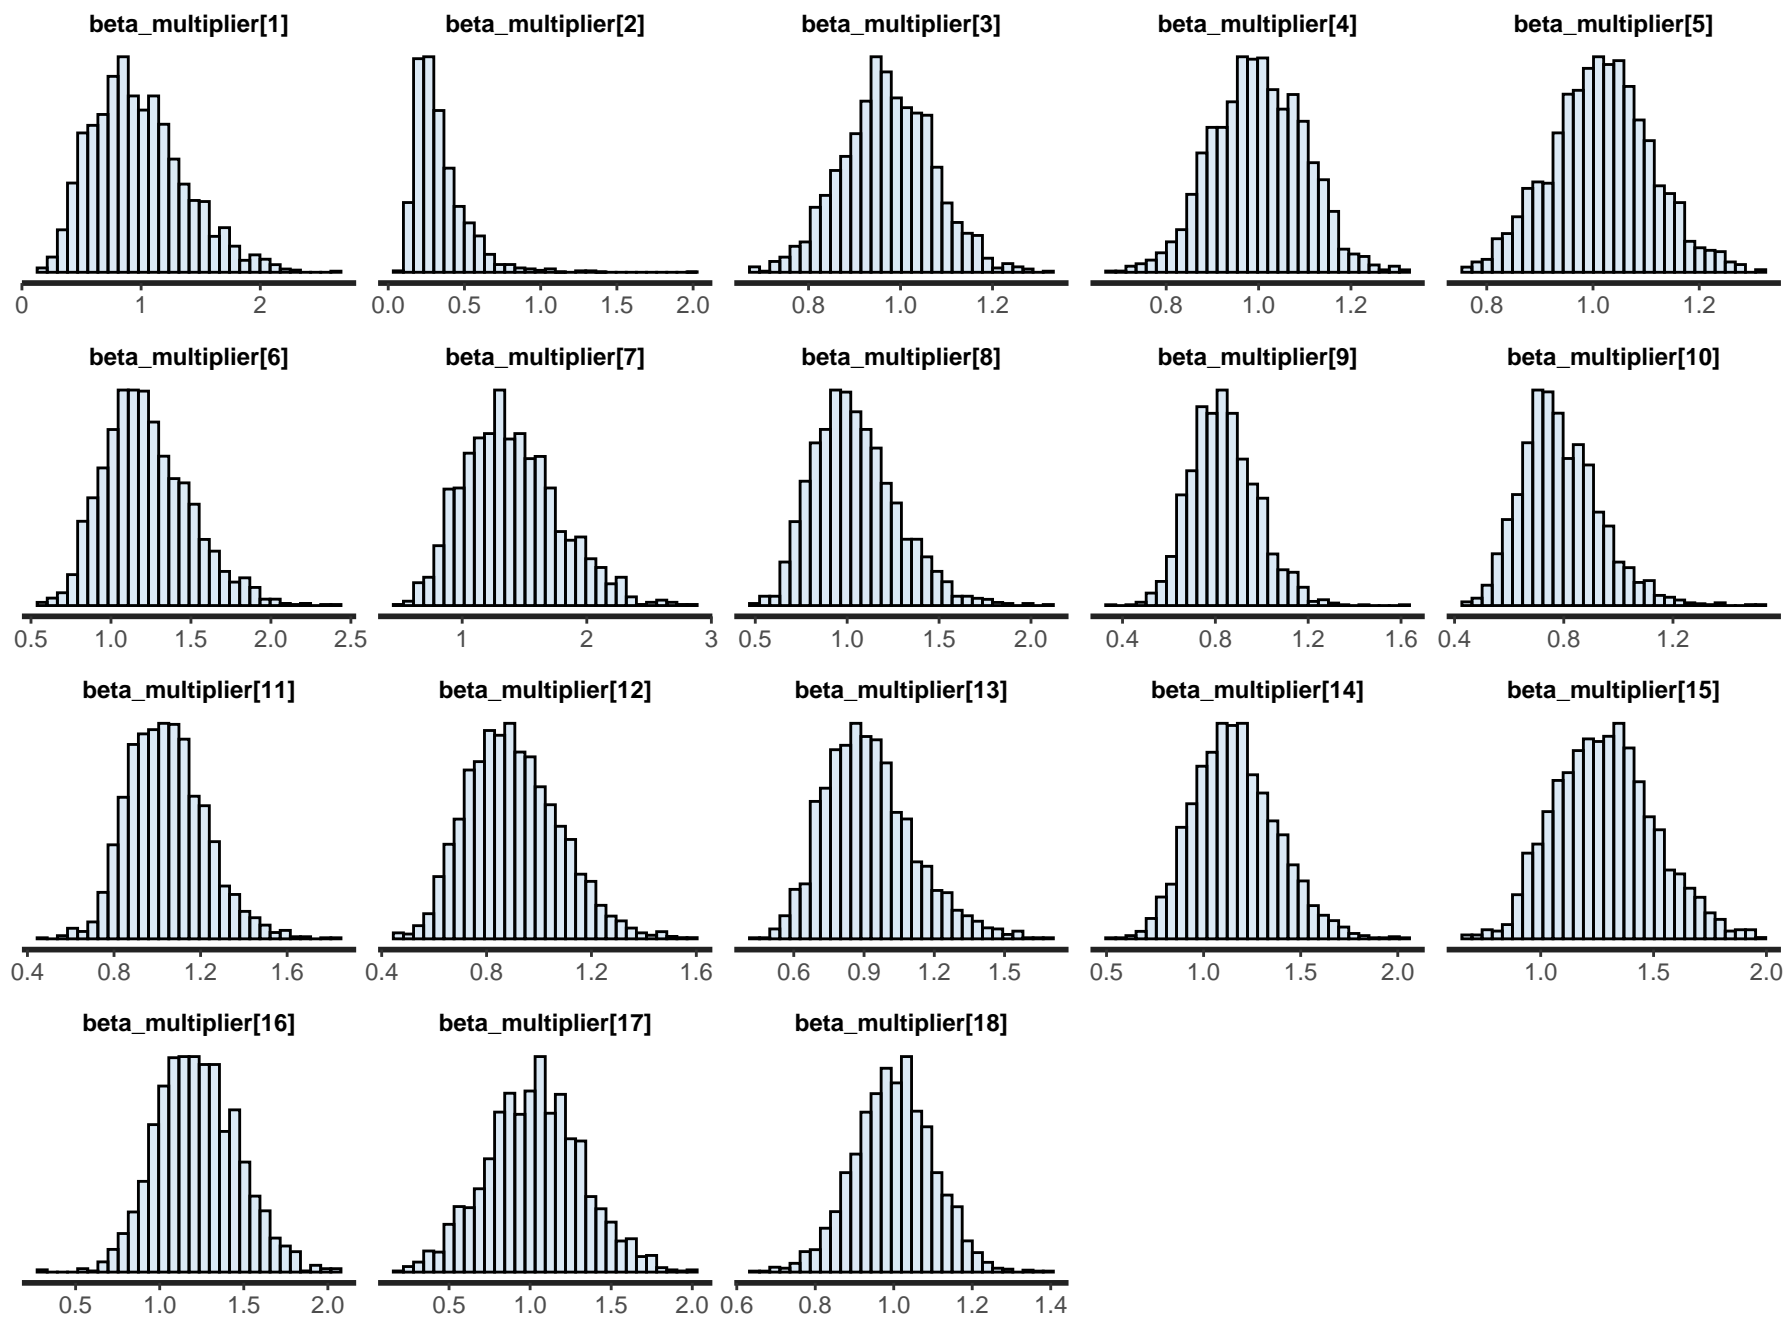 beta_multiplier[1] beta_multiplier[2] beta_multiplier[3] beta_multiplier[4] beta_multiplier[5]
0 1 2 0.0 0.5 1.0 1.5 2.0 0.8 1.0 1.2 0.8 1.0 1.2 0.8 1.0 1.2
beta_multiplier[6] beta_multiplier[7] beta_multiplier[8] beta_multiplier[9] beta_multiplier[10]
0.5 1.0 1.5 2.0 2.5 1 2 3 0.5 1.0 1.5 2.0 0.4 0.8 1.2 1.6 0.4 0.8 1.2
beta_multiplier[11] beta_multiplier[12] beta_multiplier[13] beta_multiplier[14] beta_multiplier[15]
0.4 0.8 1.2 1.6 0.4 0.8 1.2 1.6 0.6 0.9 1.2 1.5 0.5 1.0 1.5 2.0 1.0 1.5 2.0
beta_multiplier[16] beta_multiplier[17] beta_multiplier[18]
0.5 1.0 1.5 2.0 0.5 1.0 1.5 2.0 0.6 0.8 1.0 1.2 1.4